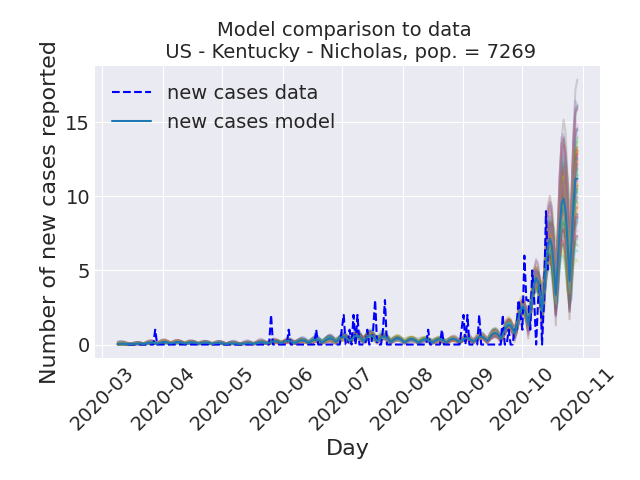 Model comparison to data
US - Kentucky - Nicholas, pop. = 7269
new cases data
new cases model
Number of new cases reported
15
10
5
0
2020-03
2020-04
2020-05
2020-06
2020-07
2020-08
2020-09
2020-10
2020-11
Day